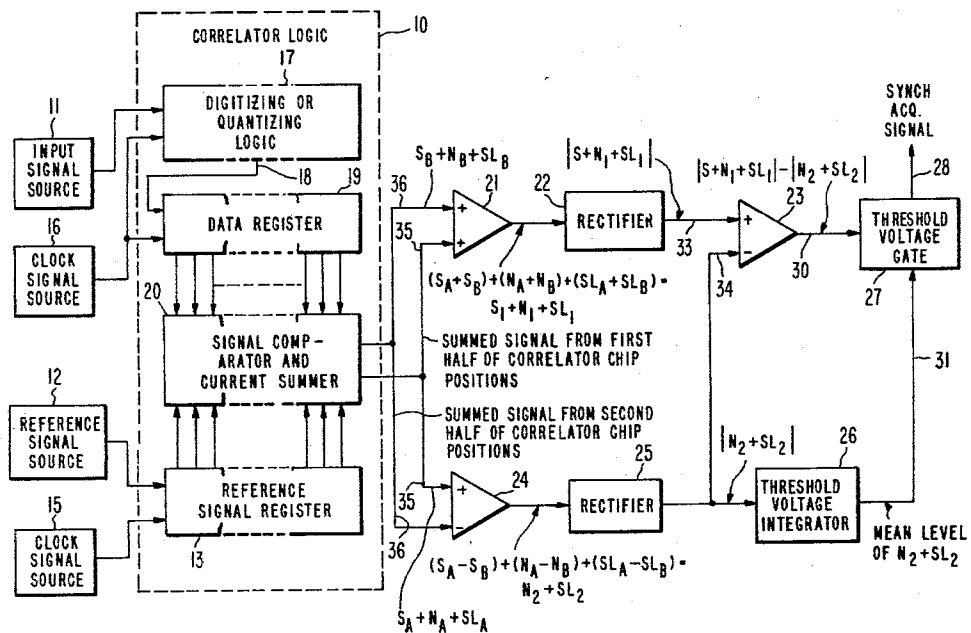 CORRELATOR LOGIC
10
17
DIGITIZING OR
QUANTIZING
LOGIC
11
INPUT
SIGNAL
SOURCE
18
19
DATA REGISTER
16
CLOCK SIGNAL
SOURCE
20
SIGNAL COMP-
ARATOR AND
CURRENT SUMMER
12
REFERENCE
SIGNAL
SOURCE
15
CLOCK
SIGNAL
SOURCE
REFERENCE
SIGNAL REGISTER
13
36
35
S_B+N_B+SL_B
21
+
+
(S_A+S_B)+(N_A+N_B)+(SL_A+SL_B)=
S_1+N_1+SL_1
22
RECTIFIER
|S+N_1+SL_1|
33
|S+N_1+SL_1|-|N_2+SL_2|
23
+
−
34
30
SYNCH
ACQ.
SIGNAL
28
THRESHOLD
VOLTAGE
GATE
27
31
SUMMED SIGNAL FROM FIRST
HALF OF CORRELATOR CHIP
POSITIONS
SUMMED SIGNAL FROM SECOND
HALF OF CORRELATOR CHIP
POSITIONS
35
36
24
+
−
25
RECTIFIER
|N_2+SL_2|
26
THRESHOLD
VOLTAGE
INTEGRATOR
MEAN LEVEL
OF N_2+SL_2
(S_A−S_B)+(N_A−N_B)+(SL_A−SL_B)=
N_2+SL_2
S_A+N_A+SL_A